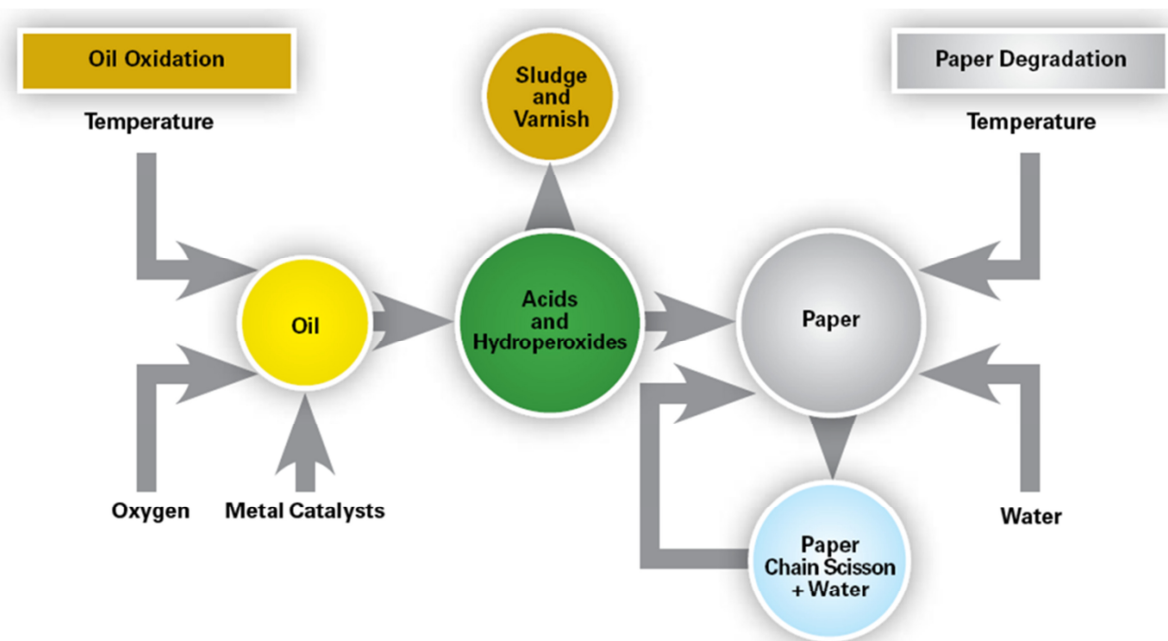 Oil Oxidation
Temperature
Oxygen
Metal Catalysts
Oil
Sludge
and
Varnish
Acids
and
Hydroperoxides
Paper Degradation
Temperature
Paper
Water
Paper
Chain Scisson
+ Water